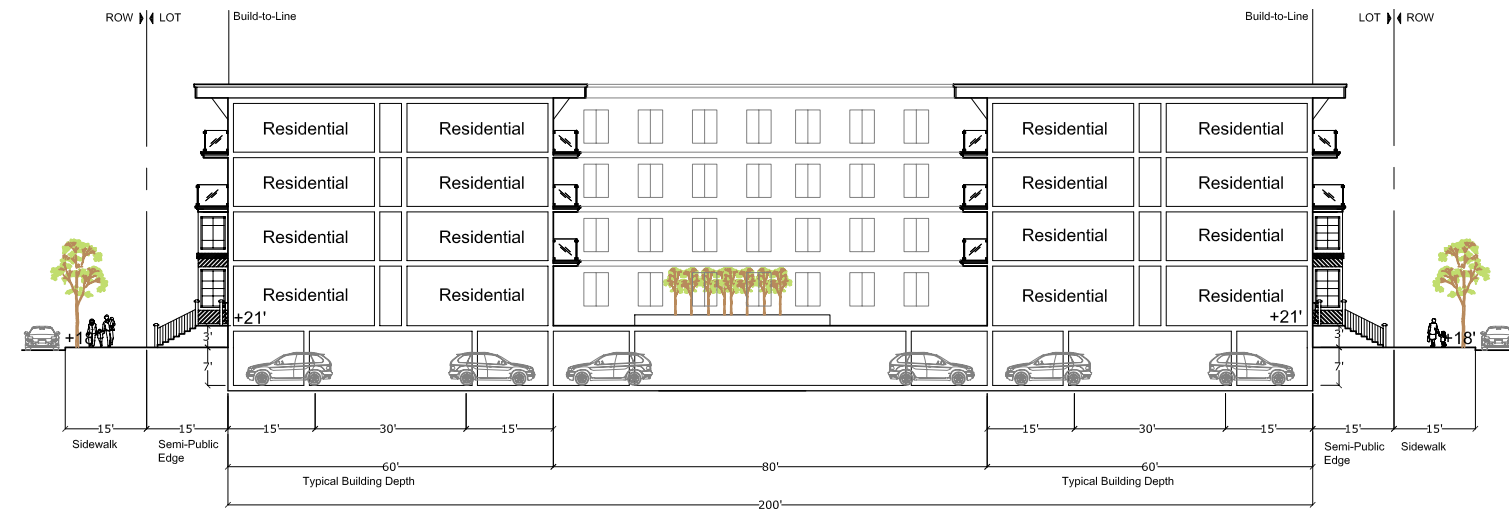 ROW LOT Build-to-Line Build-to-Line LOT ROW
Residential Residential Residential Residential
Residential Residential Residential Residential
Residential Residential Residential Residential
Residential Residential Residential Residential
+21' +21'
3' +18' 3'
7' 7'
15' 15' 15' 30' 15' 15' 30' 15' 15' 15'
Sidewalk Semi-Public Semi-Public Sidewalk
Edge Edge
60' 80' 60'
Typical Building Depth Typical Building Depth
200'